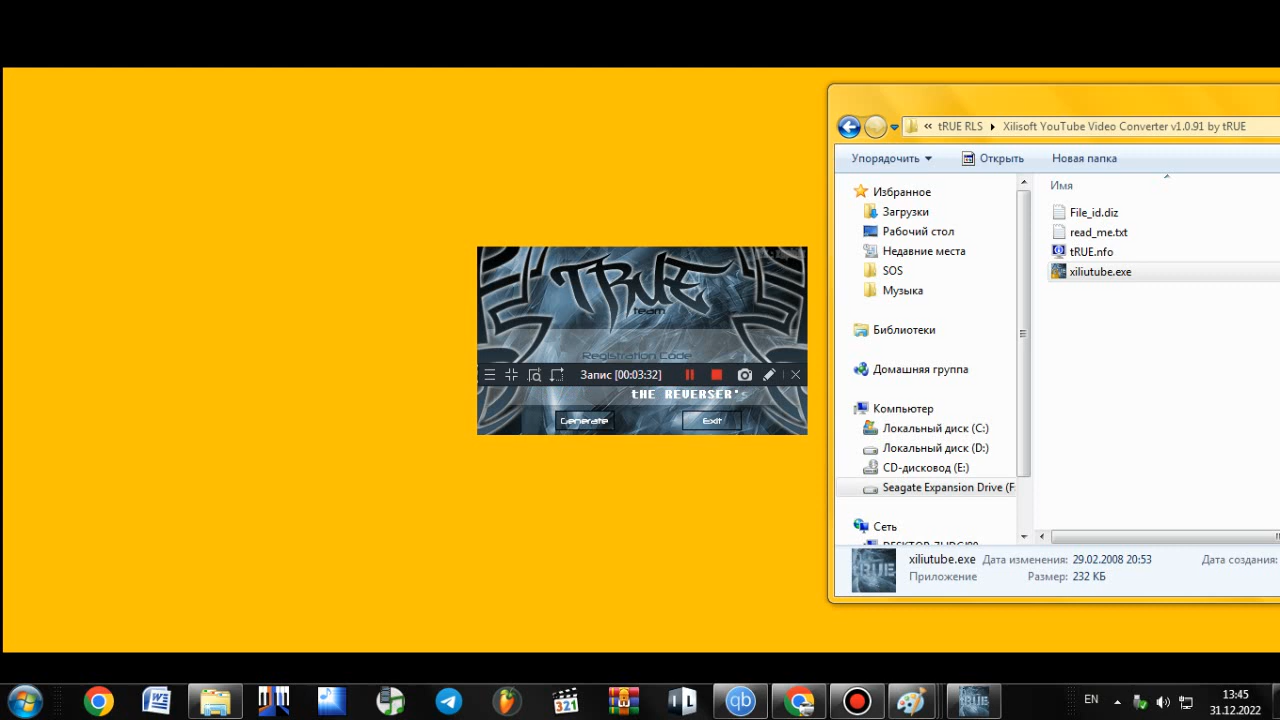 « tRUE RLS ▸ Xilisoft YouTube Video Converter v1.0.91 by tRUE
Упорядочить ▾ Открыть Новая папка
Избранное
Загрузки
Рабочий стол
Недавние места
SOS
Музыка
Библиотеки
Домашняя группа
Компьютер
Локальный диск (C:)
Локальный диск (D:)
CD-дисковод (E:)
Seagate Expansion Drive (F
Сеть
Имя
File_id.diz
read_me.txt
tRUE.nfo
xiliutube.exe
TRUE
team
Registration Code
Запис [00:03:32]
tHE REVERSER's
Generate Exit
tRUE
xiliutube.exe Дата изменения: 29.02.2008 20:53 Дата создания:
Приложение Размер: 232 КБ
W
321
L
qb
TRUE
EN
13:45
31.12.2022